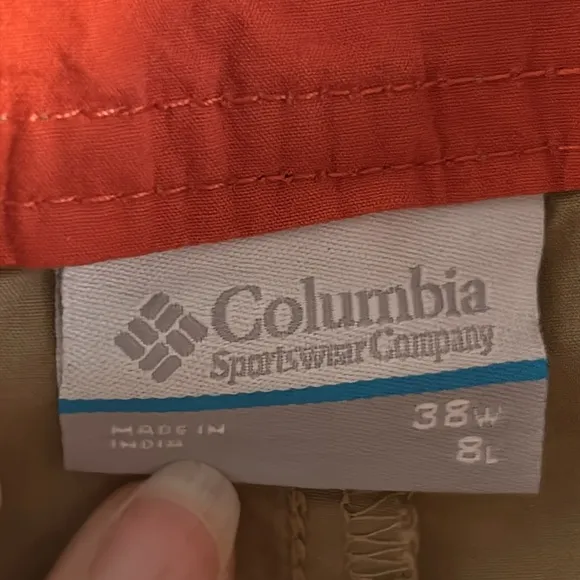 Columbia
Sportswear Company
MADE IN
INDIA
38W
8L